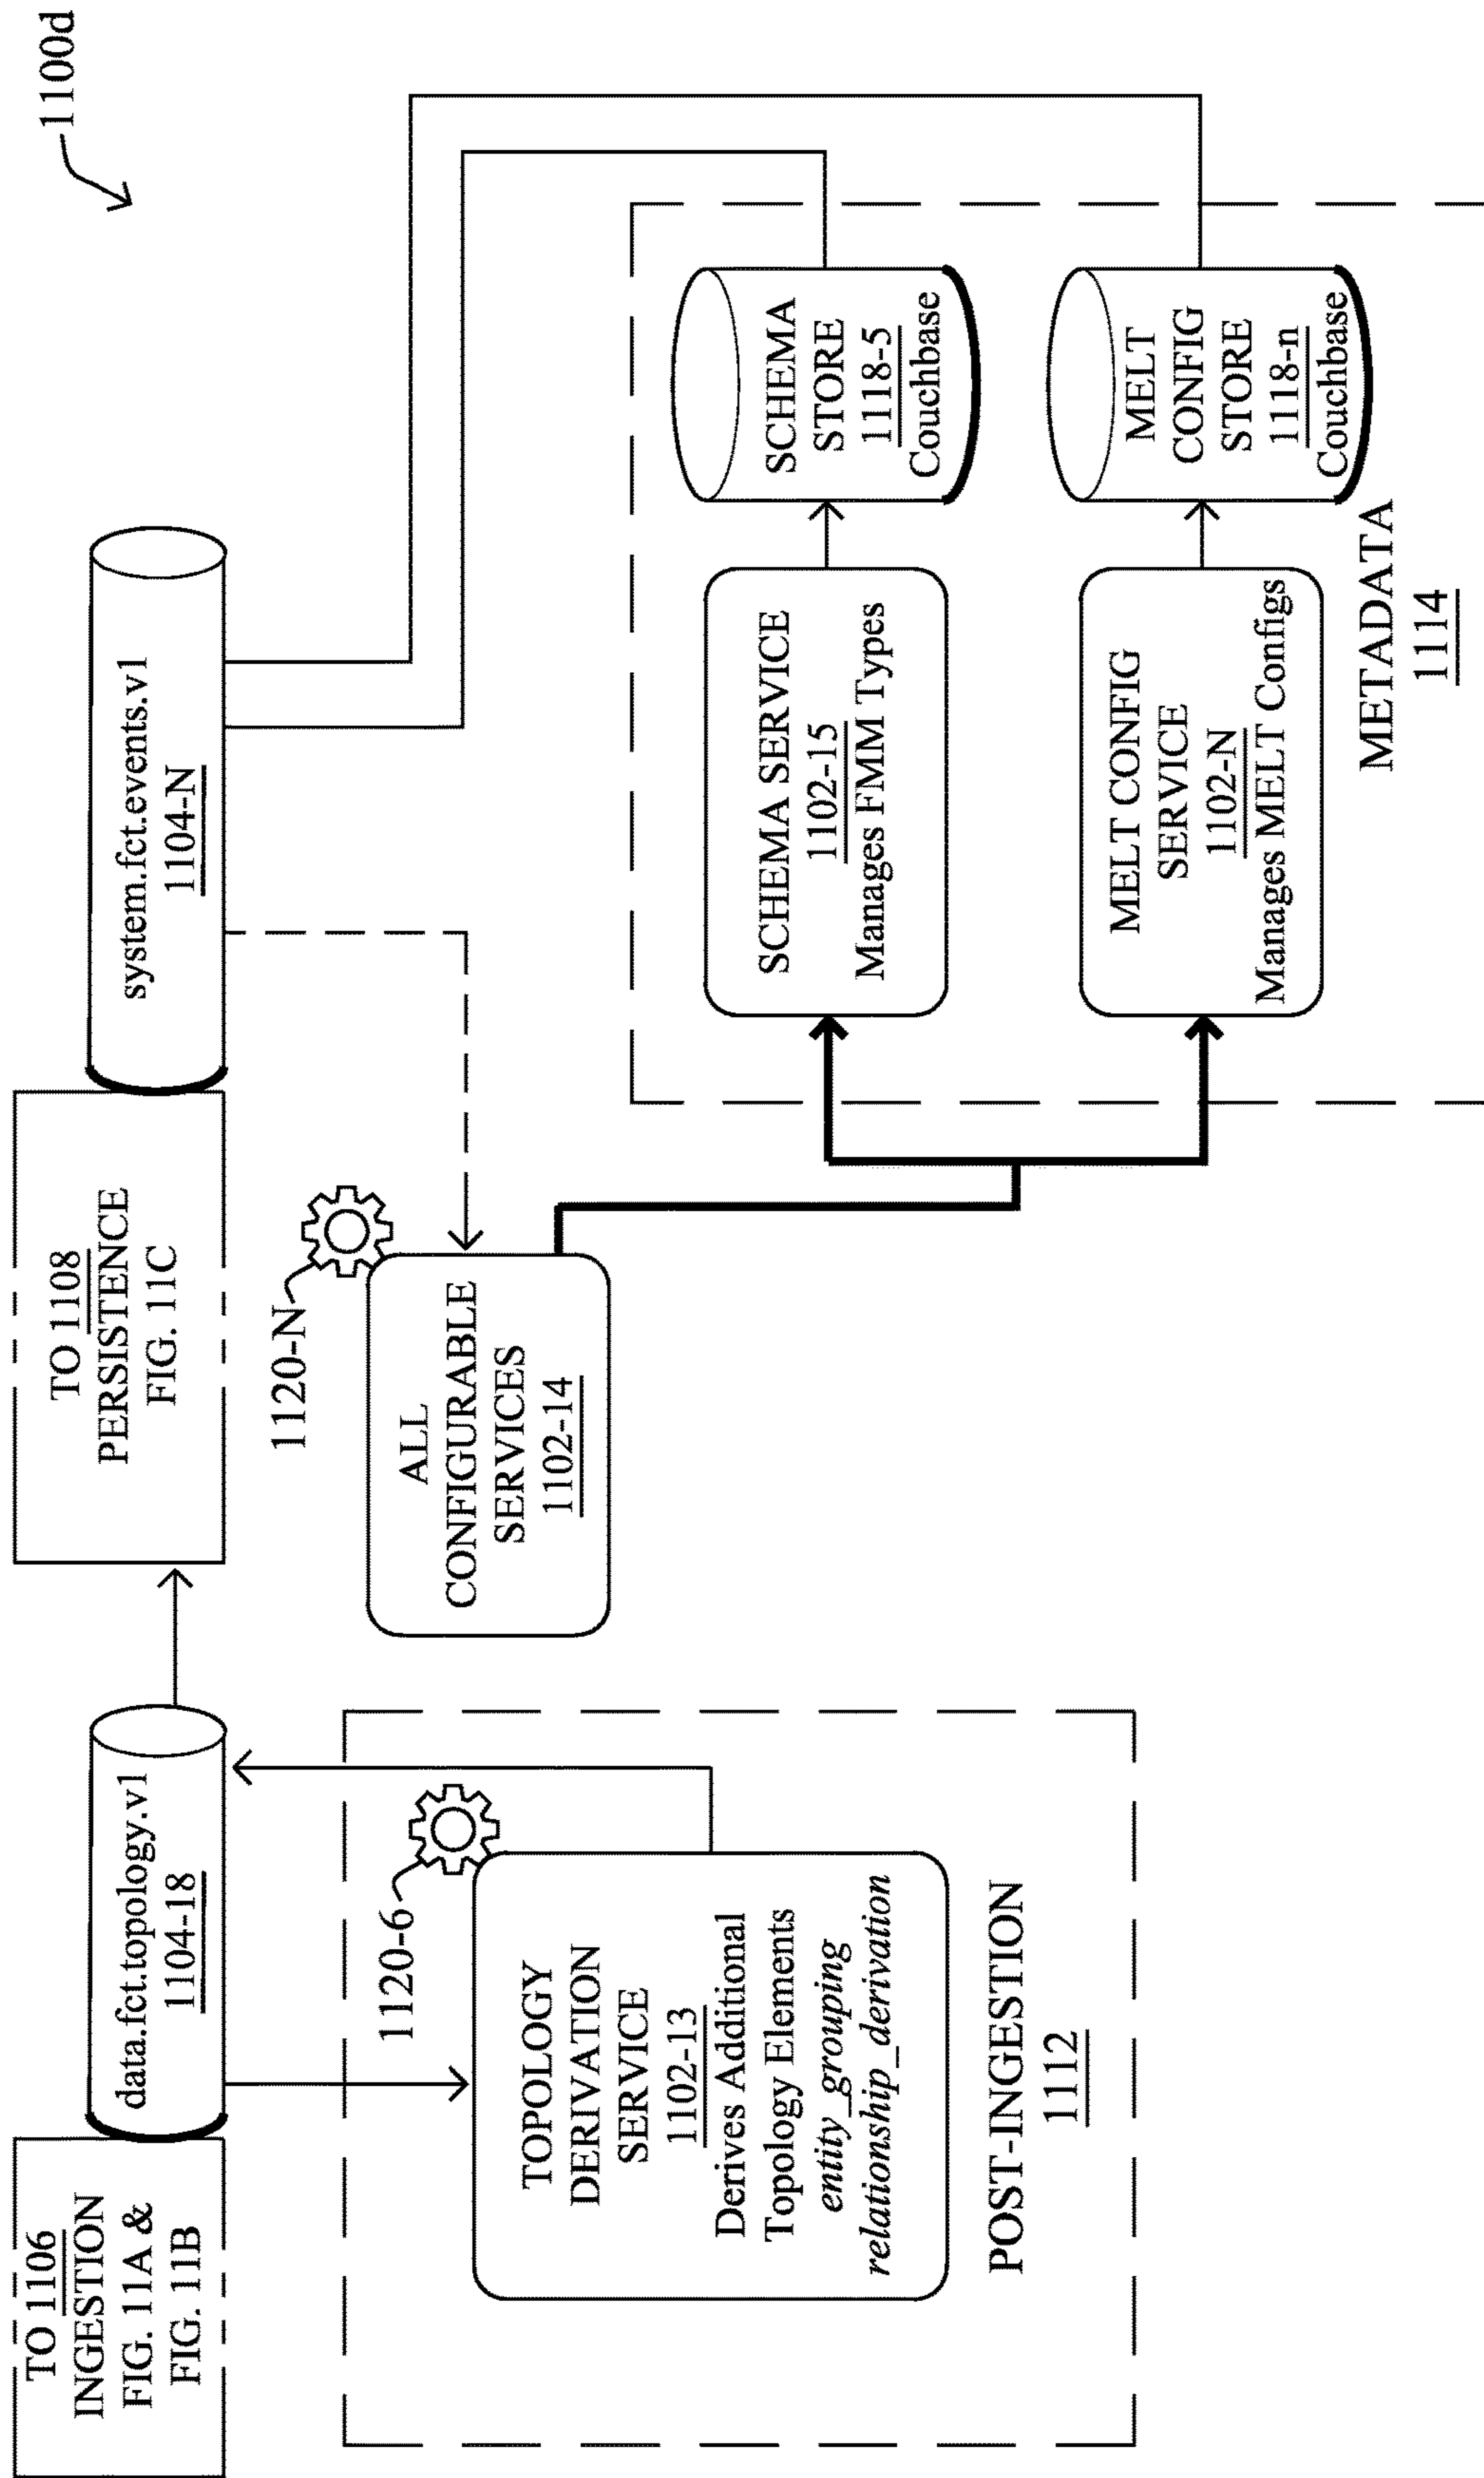 1100d
TO 1106
INGESTION
FIG. 11A &
FIG. 11B
data.fct.topology.v1
1104-18
TO 1108
PERSISTENCE
FIG. 11C
system.fct.events.v1
1104-N
1120-6
TOPOLOGY
DERIVATION
SERVICE
1102-13
Derives Additional
Topology Elements
entity_grouping
relationship_derivation
POST-INGESTION
1112
1120-N
ALL
CONFIGURABLE
SERVICES
1102-14
SCHEMA SERVICE
1102-15
Manages FMM Types
SCHEMA
STORE
1118-5
Couchbase
MELT CONFIG
SERVICE
1102-N
Manages MELT Configs
MELT
CONFIG
STORE
1118-n
Couchbase
METADATA
1114